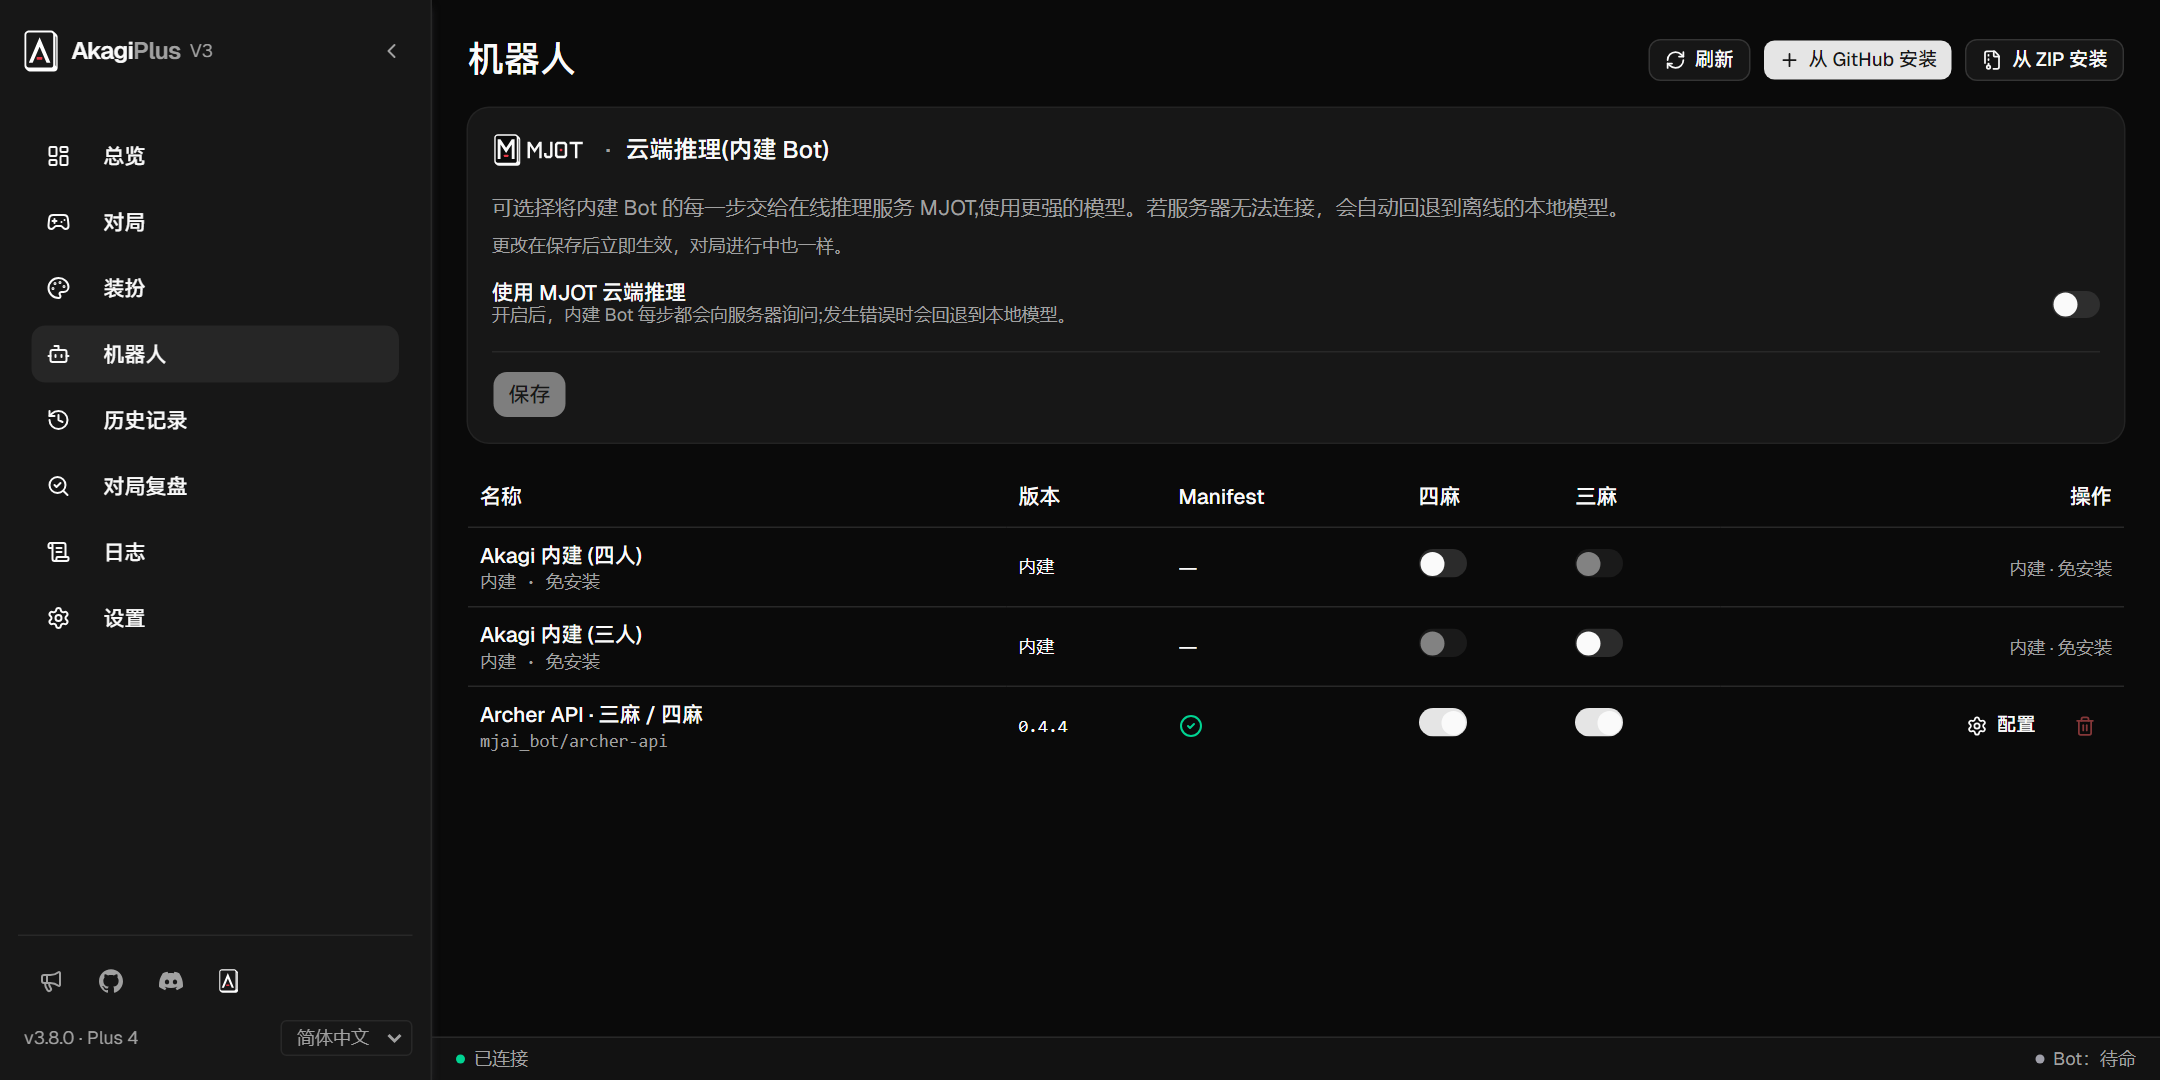 AkagiPlus V3
总览
对局
装扮
机器人
历史记录
对局复盘
日志
设置
v3.8.0 · Plus 4
简体中文
机器人
刷新
从 GitHub 安装
从 ZIP 安装
MJOT · 云端推理(内建 Bot)
可选择将内建 Bot 的每一步交给在线推理服务 MJOT,使用更强的模型。若服务器无法连接，会自动回退到离线的本地模型。
更改在保存后立即生效，对局进行中也一样。
使用 MJOT 云端推理
开启后，内建 Bot 每步都会向服务器询问;发生错误时会回退到本地模型。
保存
名称 版本 Manifest 四麻 三麻 操作
Akagi 内建 (四人)
内建 · 免安装
内建 — 内建 · 免安装
Akagi 内建 (三人)
内建 · 免安装
内建 — 内建 · 免安装
Archer API · 三麻 / 四麻
mjai_bot/archer-api
0.4.4 配置
已连接
Bot：待命